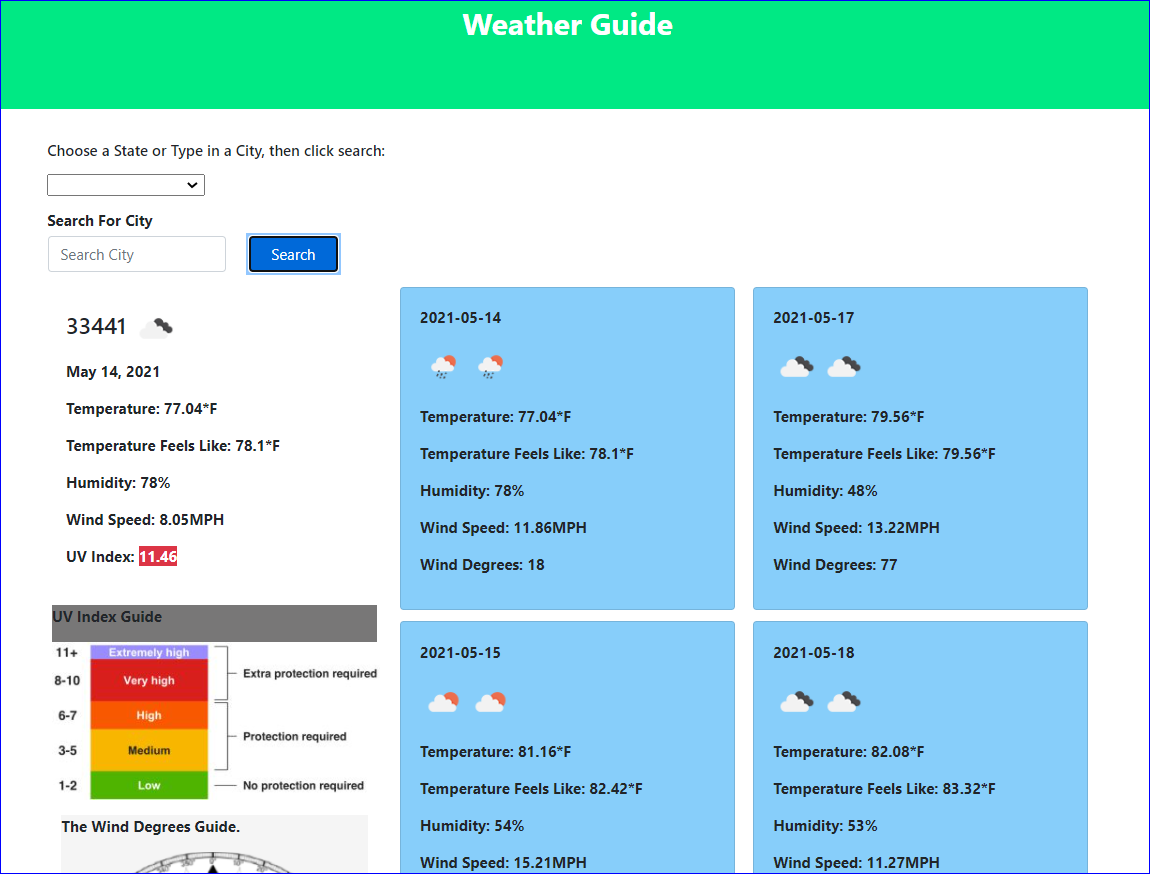 Weather Guide
Choose a State or Type in a City, then click search:
Search For City
Search City
Search
33441
May 14, 2021
Temperature: 77.04*F
Temperature Feels Like: 78.1*F
Humidity: 78%
Wind Speed: 8.05MPH
UV Index: 11.46
UV Index Guide
11+ Extremely high
8-10 Very high
Extra protection required
6-7 High
3-5 Medium
Protection required
1-2 Low No protection required
The Wind Degrees Guide.
2021-05-14
Temperature: 77.04*F
Temperature Feels Like: 78.1*F
Humidity: 78%
Wind Speed: 11.86MPH
Wind Degrees: 18
2021-05-17
Temperature: 79.56*F
Temperature Feels Like: 79.56*F
Humidity: 48%
Wind Speed: 13.22MPH
Wind Degrees: 77
2021-05-15
Temperature: 81.16*F
Temperature Feels Like: 82.42*F
Humidity: 54%
Wind Speed: 15.21MPH
2021-05-18
Temperature: 82.08*F
Temperature Feels Like: 83.32*F
Humidity: 53%
Wind Speed: 11.27MPH